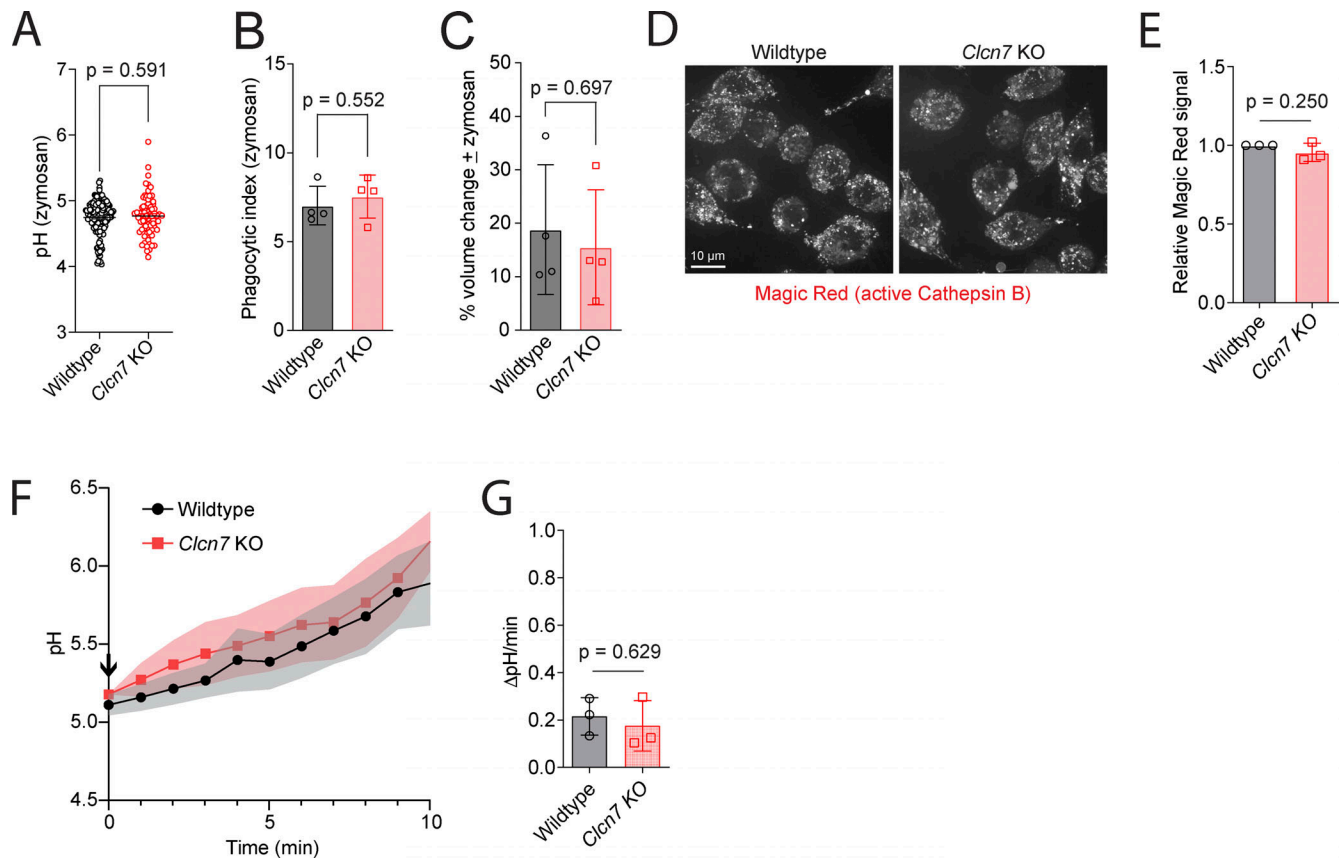 A
7
6
5
4
3
pH (zymosan)
p = 0.591
Wildtype
Clcn7 KO
B
15
10
5
0
Phagocytic index (zymosan)
p = 0.552
Wildtype
Clcn7 KO
C
50
40
30
20
10
0
% volume change ± zymosan
p = 0.697
Wildtype
Clcn7 KO
D
Wildtype
Clcn7 KO
10 µm
Magic Red (active Cathepsin B)
E
1.5
1.0
0.5
0.0
Relative Magic Red signal
p = 0.250
Wildtype
Clcn7 KO
F
6.5
6.0
5.5
5.0
4.5
pH
Wildtype
Clcn7 KO
0
5
10
Time (min)
G
1.0
0.8
0.6
0.4
0.2
0.0
ΔpH/min
p = 0.629
Wildtype
Clcn7 KO